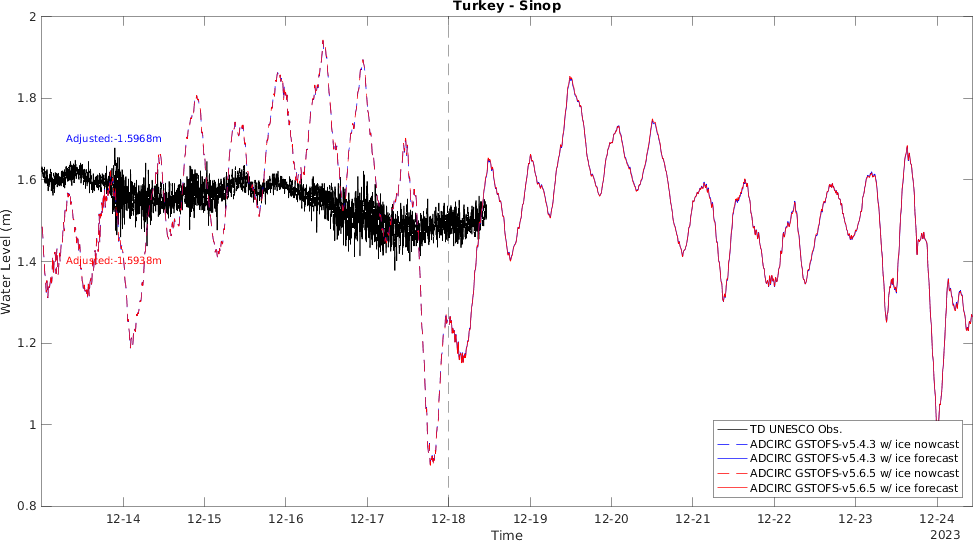 Turkey - Sinop
2
1.8
1.6
1.4
1.2
1
0.8
Water Level (m)
Adjusted:-1.5968m
Adjusted:-1.5938m
TD UNESCO Obs.
ADCIRC GSTOFS-v5.4.3 w/ ice nowcast
ADCIRC GSTOFS-v5.4.3 w/ ice forecast
ADCIRC GSTOFS-v5.6.5 w/ ice nowcast
ADCIRC GSTOFS-v5.6.5 w/ ice forecast
12-14 12-15 12-16 12-17 12-18 12-19 12-20 12-21 12-22 12-23 12-24
Time
2023